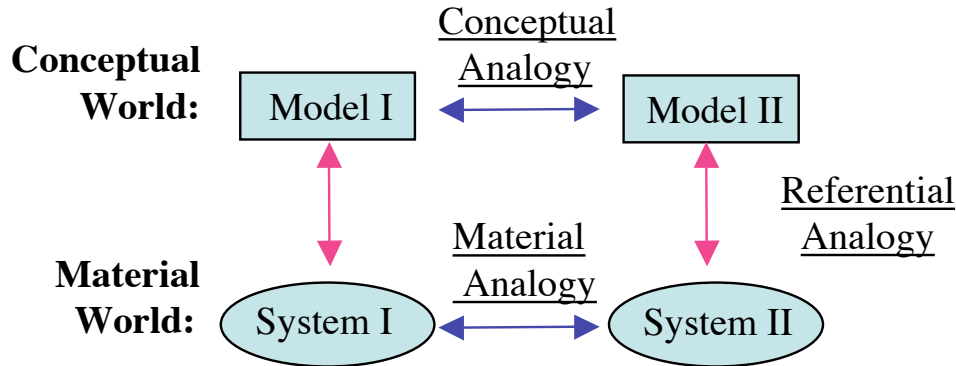 Conceptual
Analogy
Conceptual
World:
Model I
Model II
Referential
Analogy
Material
Analogy
Material
World:
System I
System II